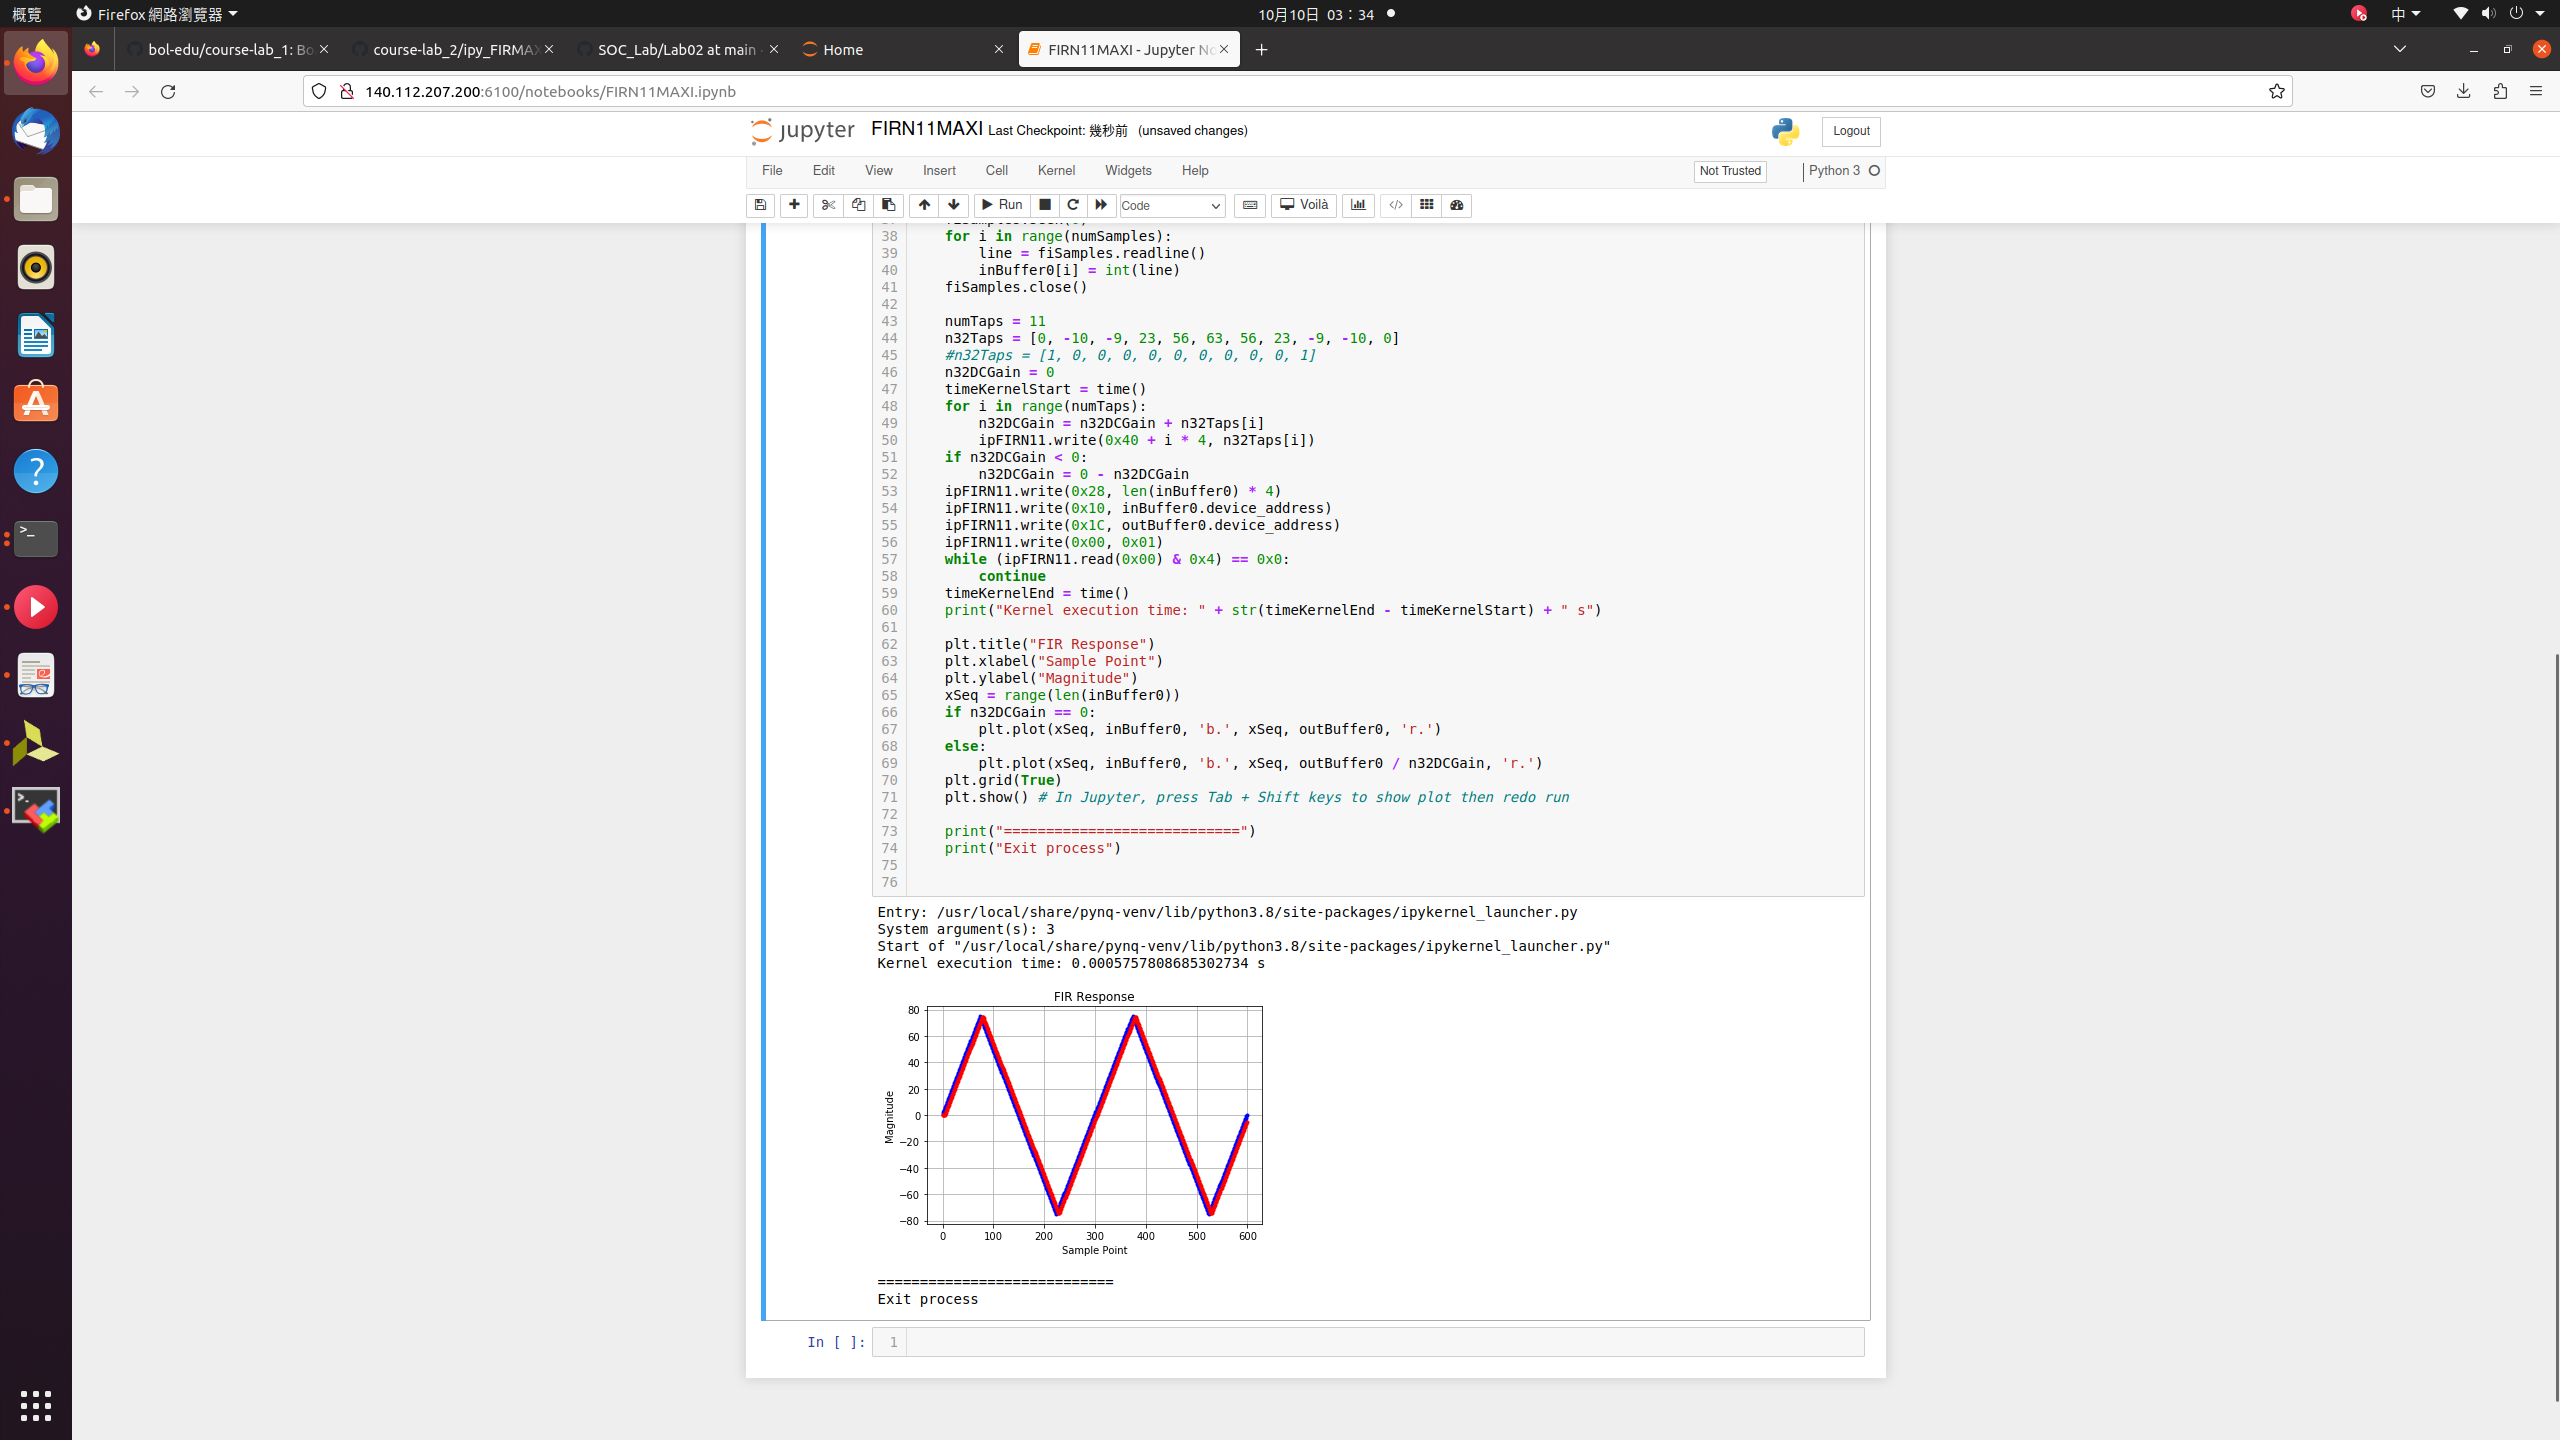 概覽
Firefox 網路瀏覽器
10月10日 03：34
中
bol-edu/course-lab_1: Bo
course-lab_2/ipy_FIRMAX
SOC_Lab/Lab02 at main
Home
FIRN11MAXI - Jupyter No
140.112.207.200:6100/notebooks/FIRN11MAXI.ipynb
jupyter FIRN11MAXI Last Checkpoint: 幾秒前 (unsaved changes)
Logout
File Edit View Insert Cell Kernel Widgets Help
Not Trusted
Python 3
Run
Code
Voilà
38 for i in range(numSamples):
39 line = fiSamples.readline()
40 inBuffer0[i] = int(line)
41 fiSamples.close()
42
43 numTaps = 11
44 n32Taps = [0, -10, -9, 23, 56, 63, 56, 23, -9, -10, 0]
45 #n32Taps = [1, 0, 0, 0, 0, 0, 0, 0, 0, 0, 1]
46 n32DCGain = 0
47 timeKernelStart = time()
48 for i in range(numTaps):
49 n32DCGain = n32DCGain + n32Taps[i]
50 ipFIRN11.write(0x40 + i * 4, n32Taps[i])
51 if n32DCGain < 0:
52 n32DCGain = 0 - n32DCGain
53 ipFIRN11.write(0x28, len(inBuffer0) * 4)
54 ipFIRN11.write(0x10, inBuffer0.device_address)
55 ipFIRN11.write(0x1C, outBuffer0.device_address)
56 ipFIRN11.write(0x00, 0x01)
57 while (ipFIRN11.read(0x00) & 0x4) == 0x0:
58 continue
59 timeKernelEnd = time()
60 print("Kernel execution time: " + str(timeKernelEnd - timeKernelStart) + " s")
61
62 plt.title("FIR Response")
63 plt.xlabel("Sample Point")
64 plt.ylabel("Magnitude")
65 xSeq = range(len(inBuffer0))
66 if n32DCGain == 0:
67 plt.plot(xSeq, inBuffer0, 'b.', xSeq, outBuffer0, 'r.')
68 else:
69 plt.plot(xSeq, inBuffer0, 'b.', xSeq, outBuffer0 / n32DCGain, 'r.')
70 plt.grid(True)
71 plt.show() # In Jupyter, press Tab + Shift keys to show plot then redo run
72
73 print("============================")
74 print("Exit process")
75
76
Entry: /usr/local/share/pynq-venv/lib/python3.8/site-packages/ipykernel_launcher.py
System argument(s): 3
Start of "/usr/local/share/pynq-venv/lib/python3.8/site-packages/ipykernel_launcher.py"
Kernel execution time: 0.0005757808685302734 s
FIR Response
80
60
40
20
0
−20
−40
−60
−80
Magnitude
0 100 200 300 400 500 600
Sample Point
============================
Exit process
In [ ]: 1